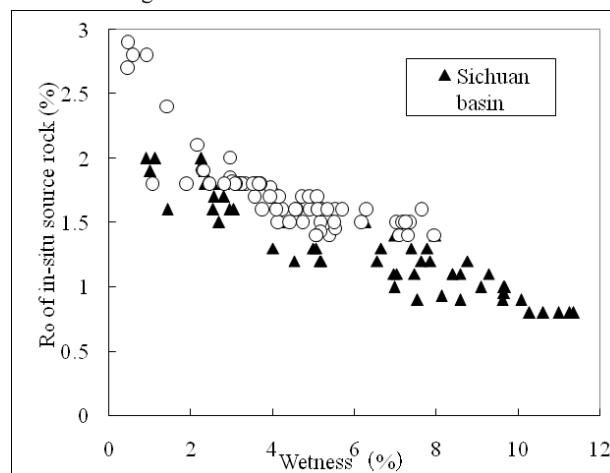 3
2.5
2
1.5
1
0.5
0
Ro of in-situ source rock (%)
▲ Sichuan
basin
0 2 4 6 8 10 12
Wetness (%)